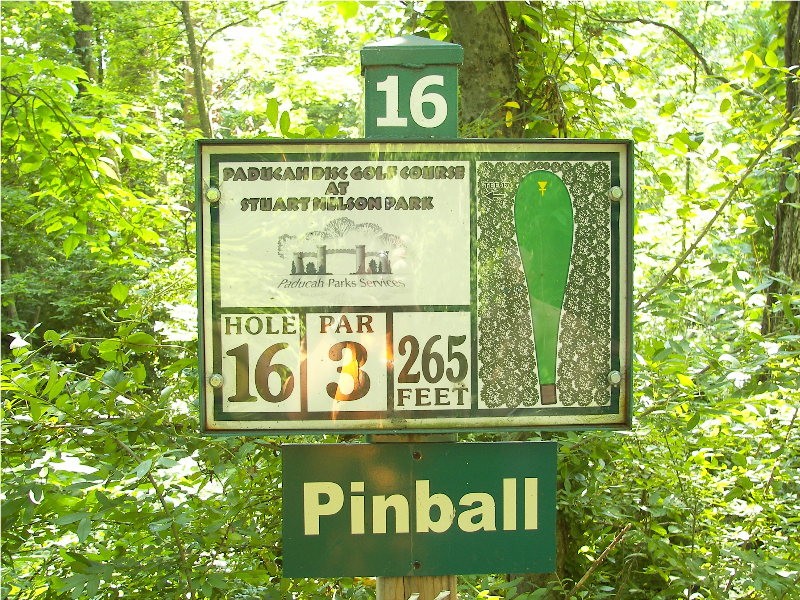 16
PADUCAH DISC GOLF COURSE
AT
STUART NELSON PARK
Paducah Parks Services
HOLE
16
PAR
3
265
FEET
Pinball